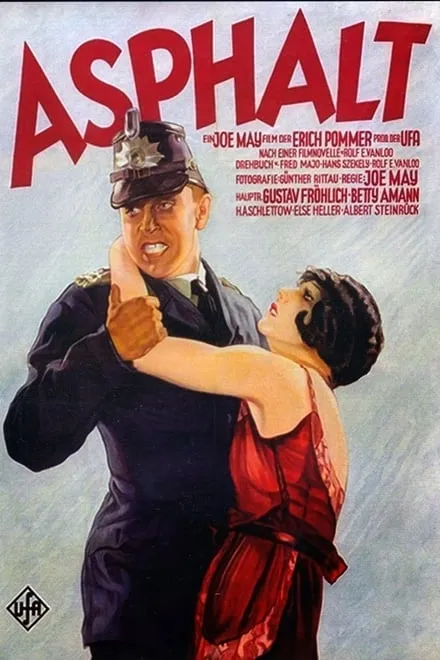 ASPHALT
EIN JOE MAY FILM DER ERICH POMMER PROD. DER UFA
NACH EINER FILMNOVELLE v. ROLF E. VANLOO
DREHBUCH v. FRED MAJO-HANS SZEKELY-ROLF E. VANLOO
FOTOGRAFIE: GÜNTHER RITTAU-REGIE: JOE MAY
HAUPTR. GUSTAV FRÖHLICH-BETTY AMANN
H.A.SCHLETTOW-ELSE HELLER-ALBERT STEINRÜCK
UFA